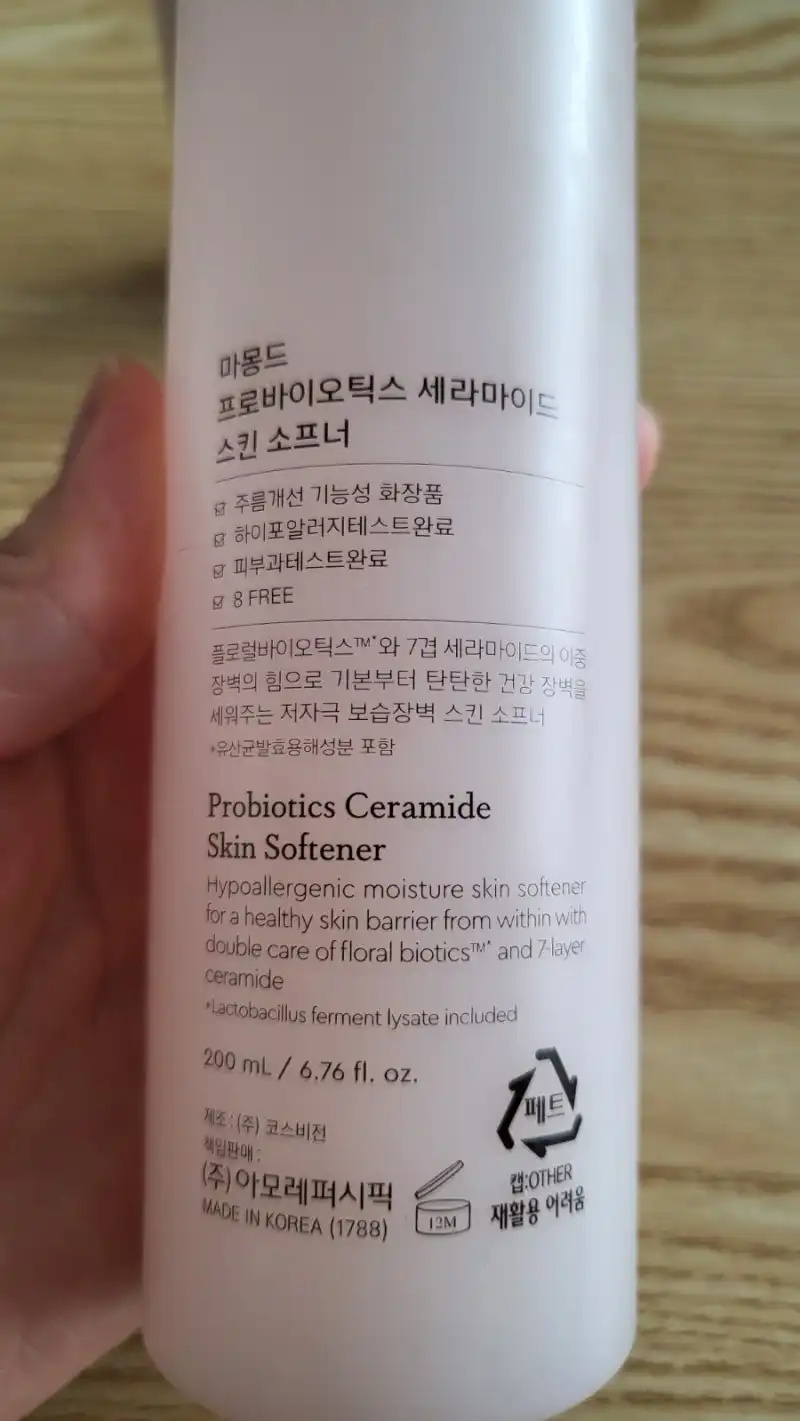 마몽드
프로바이오틱스 세라마이드
스킨 소프너
주름개선 기능성 화장품
하이포알러지테스트완료
피부과테스트완료
8 FREE
플로럴바이오틱스™*와 7겹 세라마이드의 이중
장벽의 힘으로 기본부터 탄탄한 건강 장벽을
세워주는 저자극 보습장벽 스킨 소프너
*유산균발효용해성분 포함
Probiotics Ceramide
Skin Softener
Hypoallergenic moisture skin softener
for a healthy skin barrier from within with
double care of floral biotics™* and 7-layer
ceramide
*Lactobacillus ferment lysate included
200 mL / 6.76 fl. oz.
제조 : (주) 코스비전
책임판매 :
(주)아모레퍼시픽
MADE IN KOREA (1788)
12M
페트
캡:OTHER
재활용 어려움